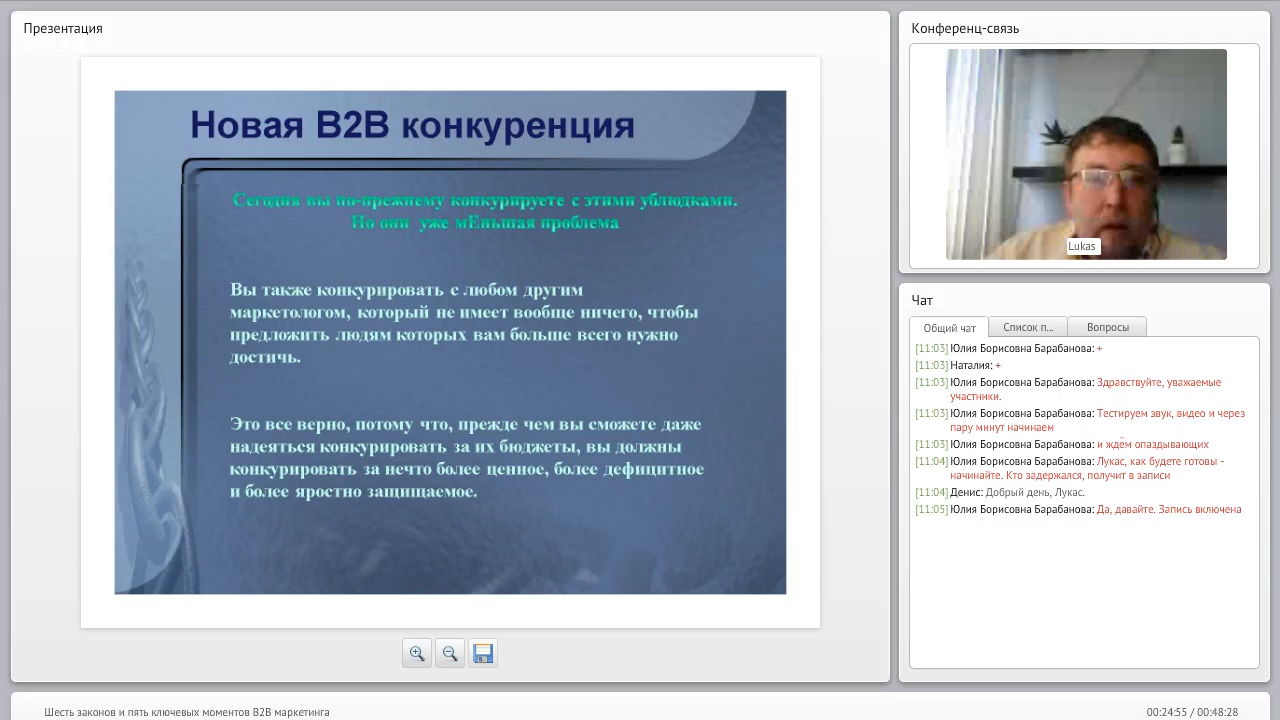 Презентация
Новая B2B конкуренция
Сегодня вы по-прежнему конкурируете с этими ублюдками.
Но они уже мЕньшая проблема
Вы также конкурировать с любом другим
маркетологом, который не имеет вообще ничего, чтобы
предложить людям которых вам больше всего нужно
достичь.
Это все верно, потому что, прежде чем вы сможете даже
надеяться конкурировать за их бюджеты, вы должны
конкурировать за нечто более ценное, более дефицитное
и более яростно защищаемое.
Конференц-связь
Lukas
Чат
Общий чат
Список п...
Вопросы
[11:03] Юлия Борисовна Барабанова: +
[11:03] Наталия: +
[11:03] Юлия Борисовна Барабанова: Здравствуйте, уважаемые
участники.
[11:03] Юлия Борисовна Барабанова: Тестируем звук, видео и через
пару минут начинаем
[11:03] Юлия Борисовна Барабанова: и ждём опаздывающих
[11:04] Юлия Борисовна Барабанова: Лукас, как будете готовы -
начинайте. Кто задержался, получит в записи
[11:04] Денис: Добрый день, Лукас.
[11:05] Юлия Борисовна Барабанова: Да, давайте. Запись включена
Шесть законов и пять ключевых моментов B2B маркетинга
00:24:55 / 00:48:28